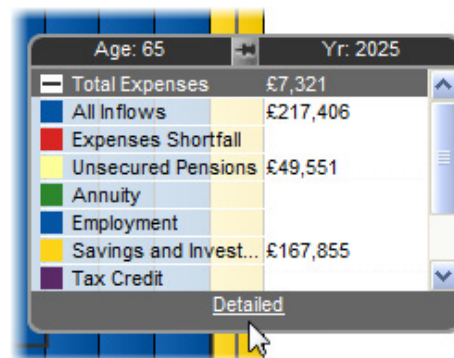 Age: 65 Yr: 2025
Total Expenses £7,321
All Inflows £217,406
Expenses Shortfall
Unsecured Pensions £49,551
Annuity
Employment
Savings and Invest... £167,855
Tax Credit
Detailed